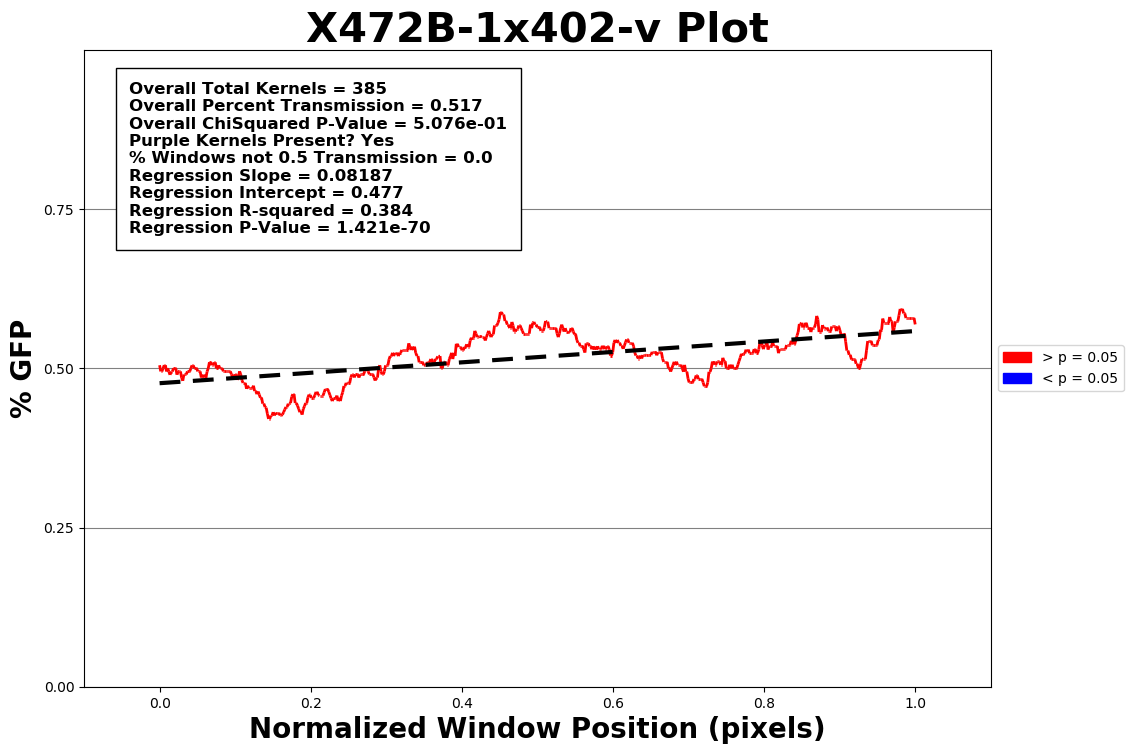 X472B-1x402-v Plot
Overall Total Kernels = 385
Overall Percent Transmission = 0.517
Overall ChiSquared P-Value = 5.076e-01
Purple Kernels Present? Yes
% Windows not 0.5 Transmission = 0.0
Regression Slope = 0.08187
Regression Intercept = 0.477
Regression R-squared = 0.384
Regression P-Value = 1.421e-70
% GFP
0.75
0.50
0.25
0.00
> p = 0.05
< p = 0.05
0.0 0.2 0.4 0.6 0.8 1.0
Normalized Window Position (pixels)